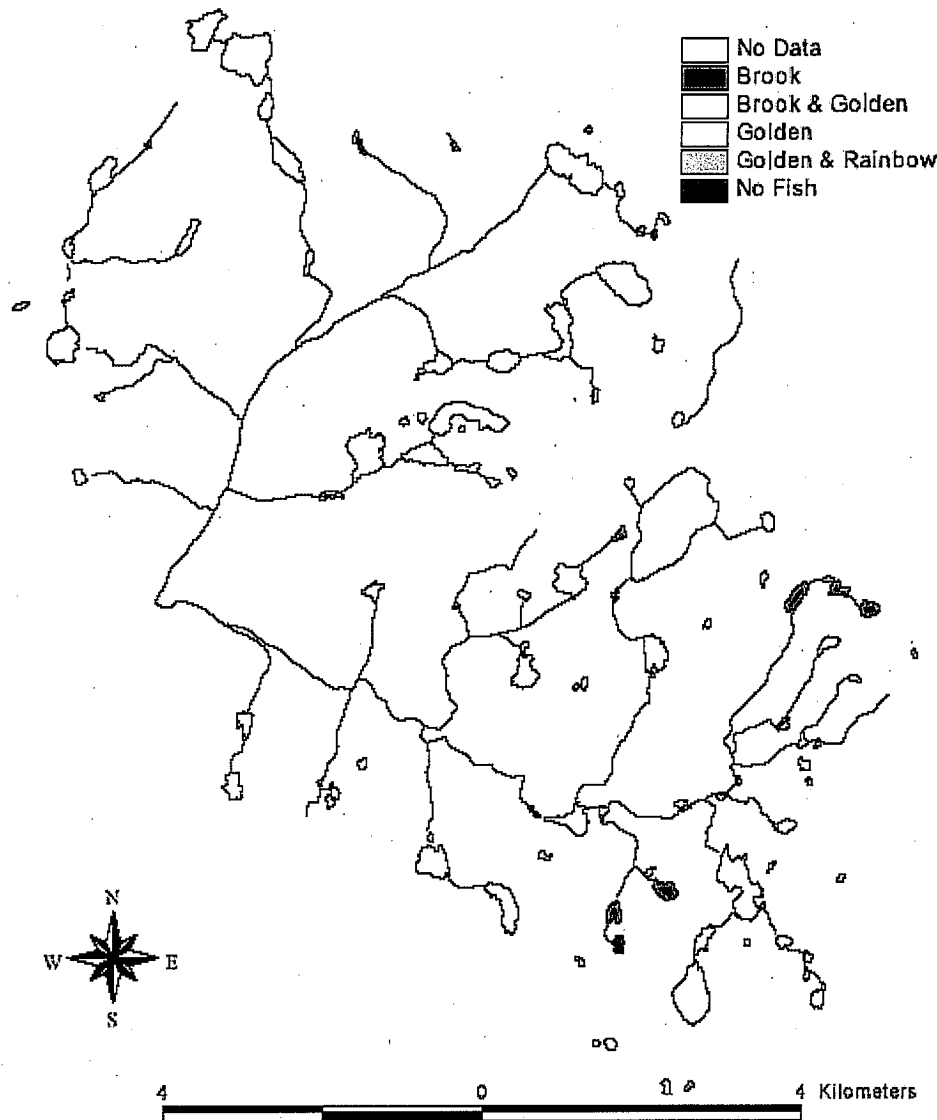 No Data
Brook
Brook & Golden
Golden
Golden & Rainbow
No Fish
N
W E
S
4 0 4 Kilometers